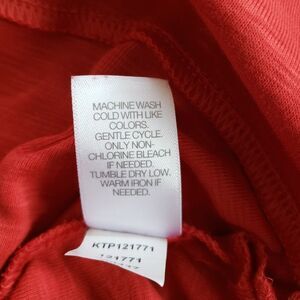 MACHINE WASH
COLD WITH LIKE
COLORS.
GENTLE CYCLE.
ONLY NON-
CHLORINE BLEACH
IF NEEDED.
TUMBLE DRY LOW.
WARM IRON IF
NEEDED.
KTP121771
121771